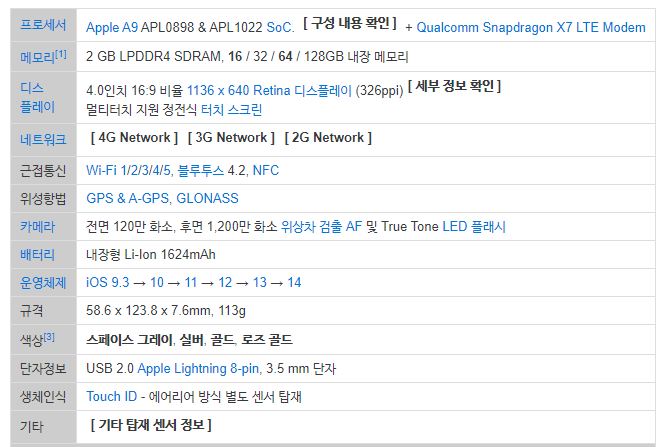 프로세서 Apple A9 APL0898 & APL1022 SoC. [ 구성 내용 확인 ] + Qualcomm Snapdragon X7 LTE Modem
메모리[1] 2 GB LPDDR4 SDRAM, 16 / 32 / 64 / 128GB 내장 메모리
디스
플레이 4.0인치 16:9 비율 1136 x 640 Retina 디스플레이 (326ppi) [ 세부 정보 확인 ]
멀티터치 지원 정전식 터치 스크린
네트워크 [ 4G Network ] [ 3G Network ] [ 2G Network ]
근접통신 Wi-Fi 1/2/3/4/5, 블루투스 4.2, NFC
위성항법 GPS & A-GPS, GLONASS
카메라 전면 120만 화소, 후면 1,200만 화소 위상차 검출 AF 및 True Tone LED 플래시
배터리 내장형 Li-Ion 1624mAh
운영체제 iOS 9.3 → 10 → 11 → 12 → 13 → 14
규격 58.6 x 123.8 x 7.6mm, 113g
색상[3] 스페이스 그레이, 실버, 골드, 로즈 골드
단자정보 USB 2.0 Apple Lightning 8-pin, 3.5 mm 단자
생체인식 Touch ID - 에어리어 방식 별도 센서 탑재
기타 [ 기타 탑재 센서 정보 ]